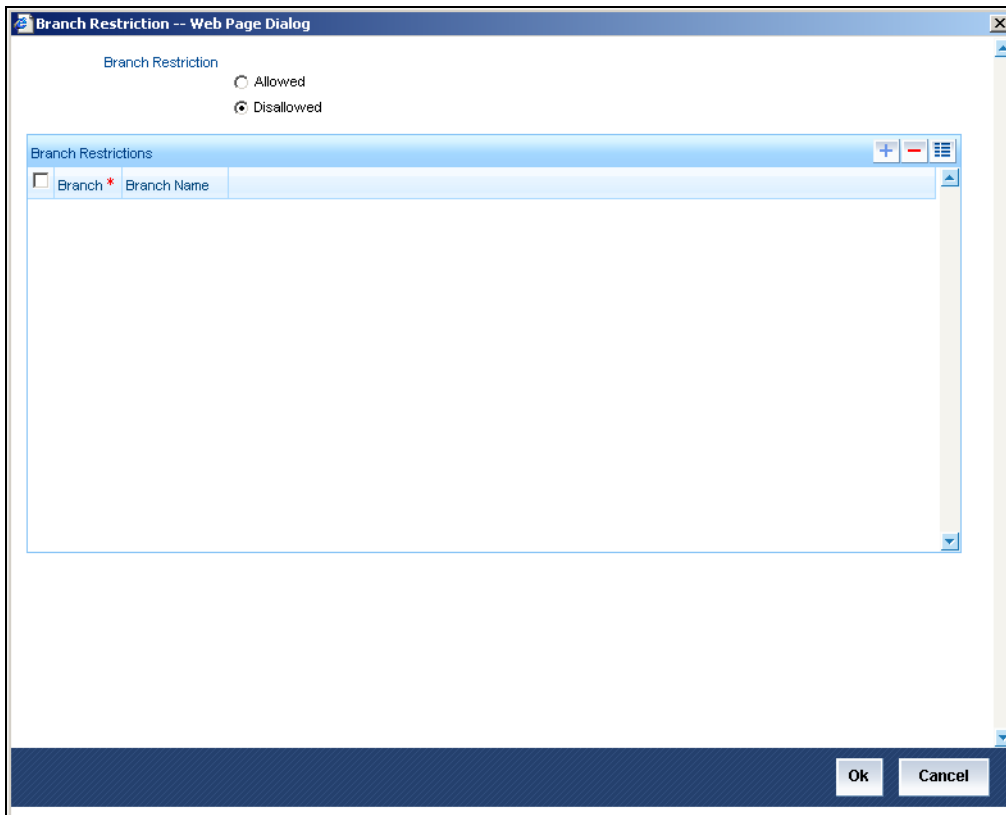 Branch Restriction -- Web Page Dialog
Branch Restriction
Allowed
Disallowed
Branch Restrictions
Branch * Branch Name
Ok Cancel